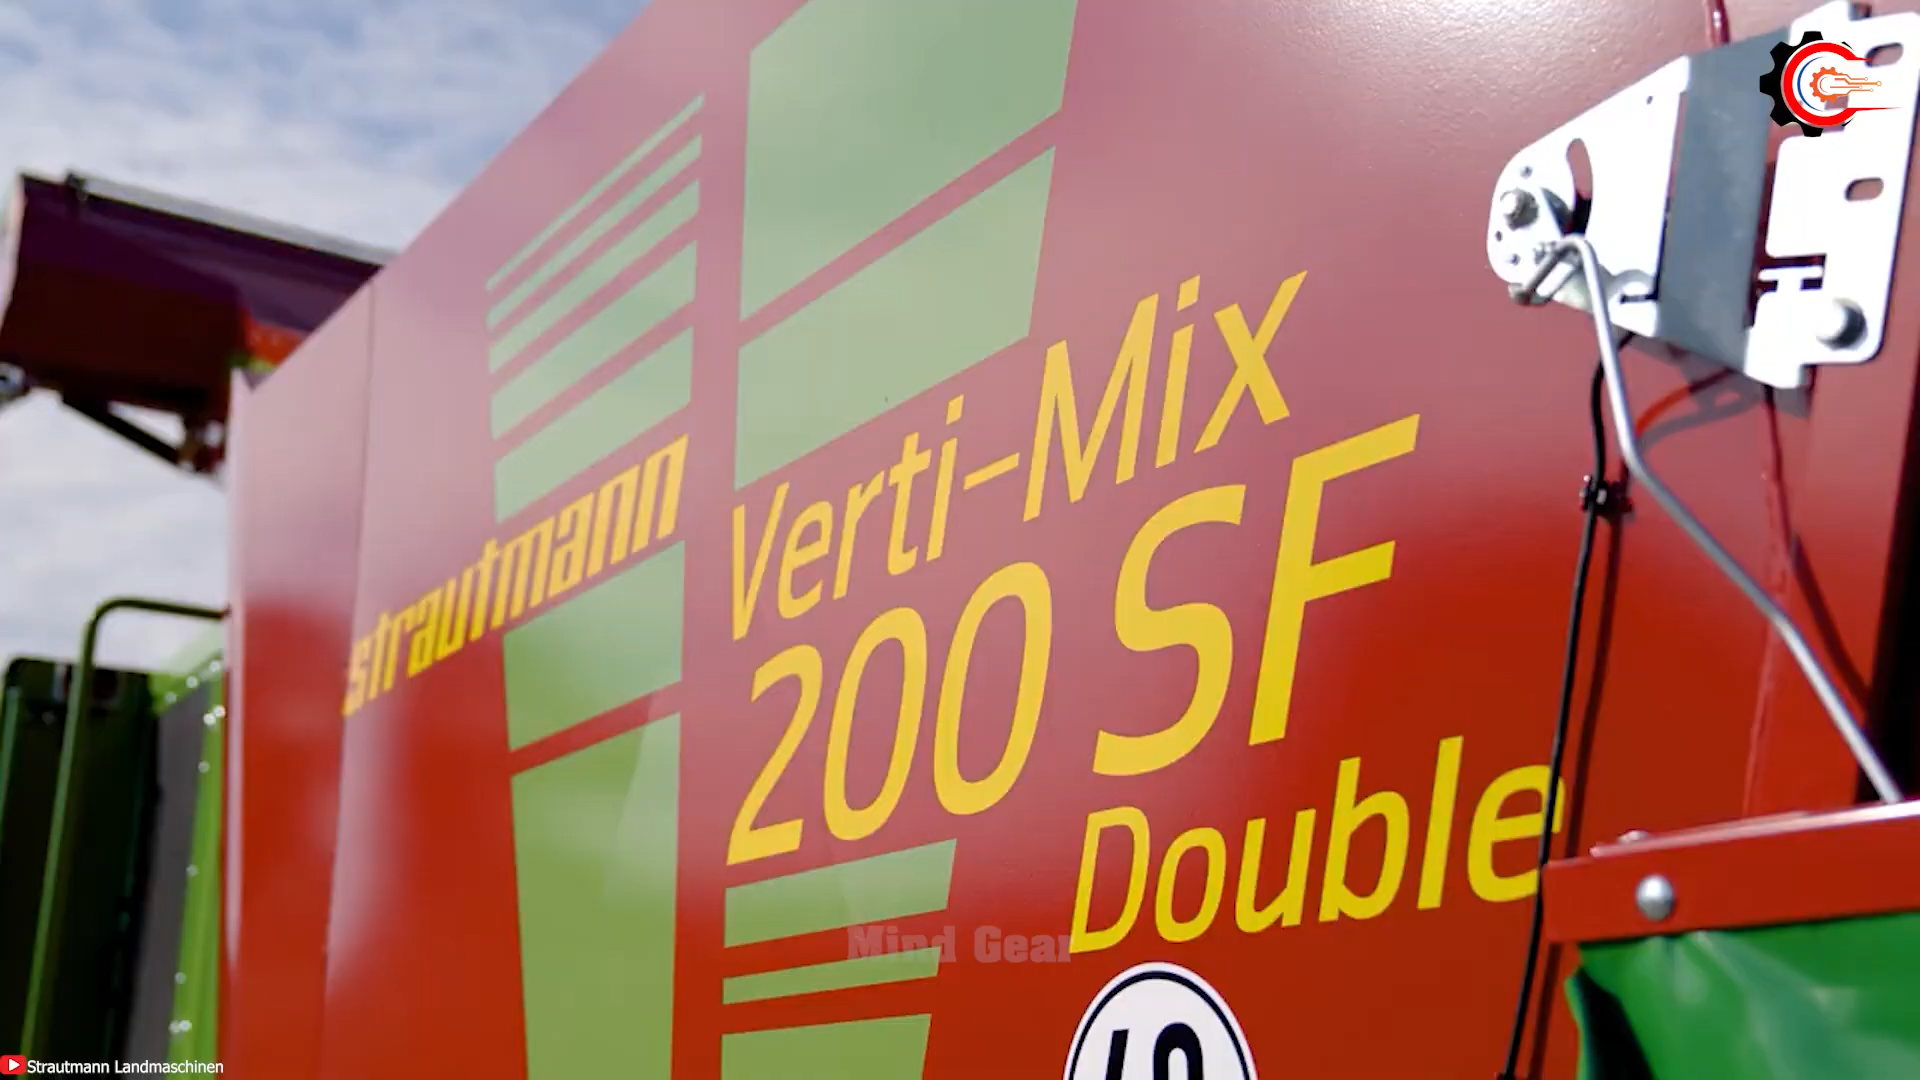 strautmann
Verti-Mix
200 SF
Double
Mind Gear
Strautmann Landmaschinen